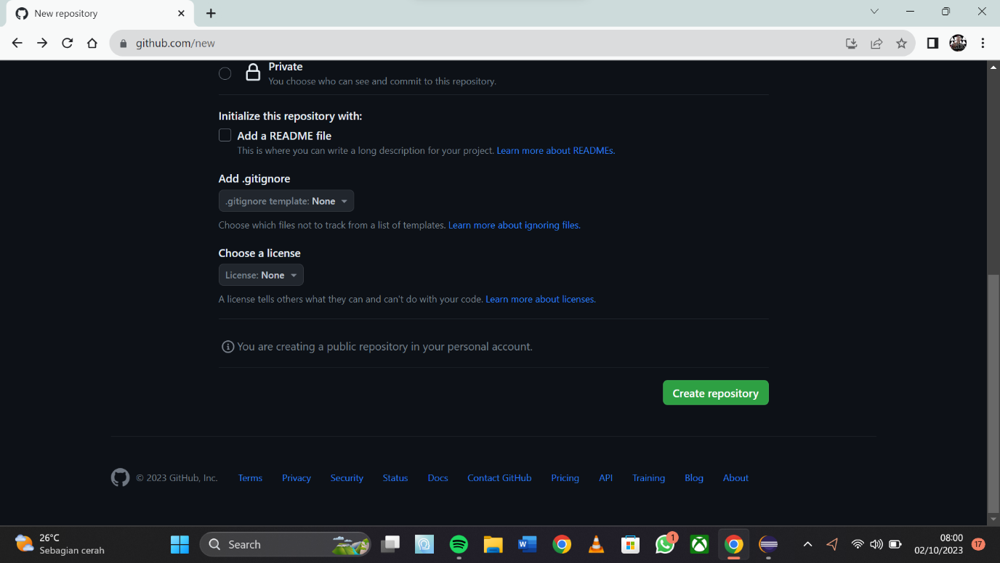 New repository
github.com/new
Private
You choose who can see and commit to this repository.
Initialize this repository with:
Add a README file
This is where you can write a long description for your project. Learn more about READMEs.
Add .gitignore
.gitignore template: None
Choose which files not to track from a list of templates. Learn more about ignoring files.
Choose a license
License: None
A license tells others what they can and can't do with your code. Learn more about licenses.
You are creating a public repository in your personal account.
Create repository
© 2023 GitHub, Inc. Terms Privacy Security Status Docs Contact GitHub Pricing API Training Blog About
26°C
Sebagian cerah
Search
W
1
08:00
02/10/2023
17